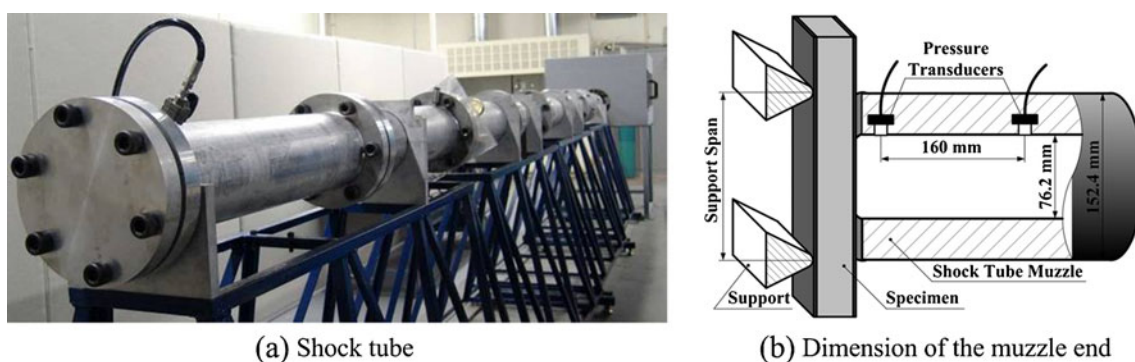 Pressure
Transducers
160 mm
76.2 mm
152.4 mm
Support Span
Shock Tube Muzzle
Support
Specimen
(a) Shock tube
(b) Dimension of the muzzle end